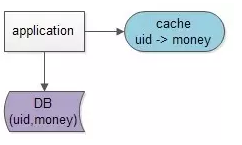 application
cache
uid -> money
DB
(uid,money)